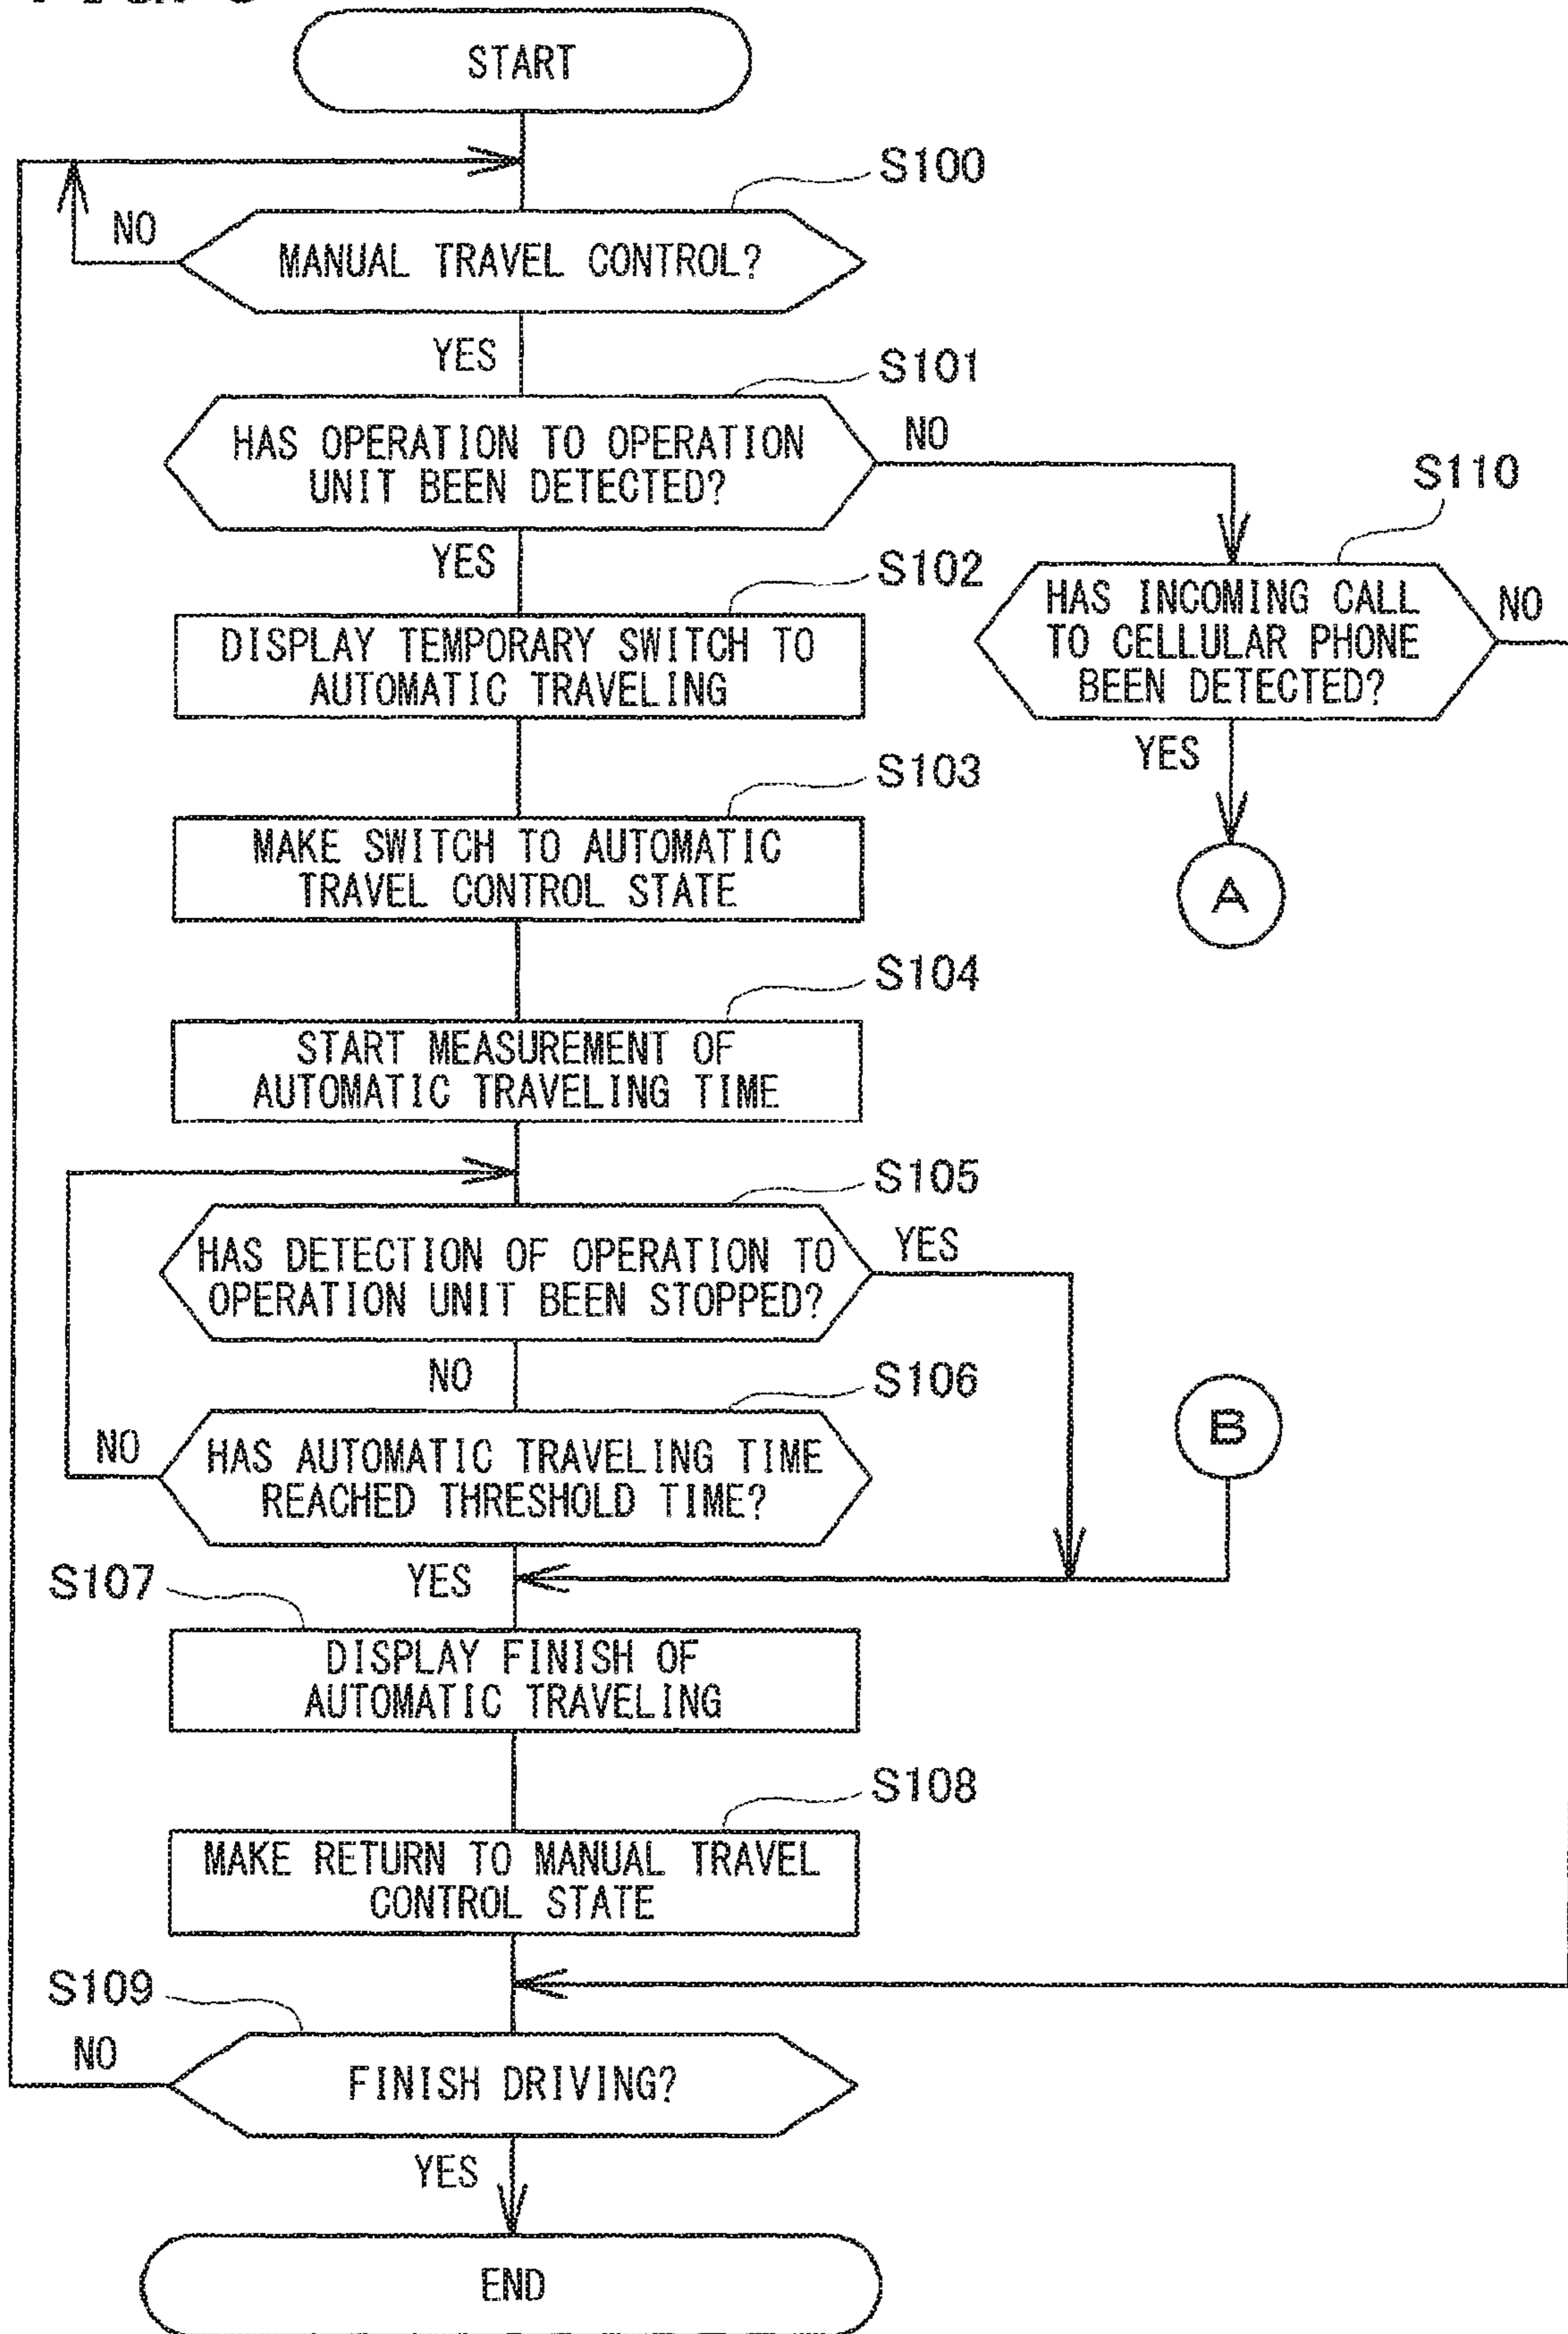 START
S100
NO
MANUAL TRAVEL CONTROL?
YES
S101
HAS OPERATION TO OPERATION
UNIT BEEN DETECTED?
NO
S110
YES
S102
HAS INCOMING CALL
TO CELLULAR PHONE
BEEN DETECTED?
NO
DISPLAY TEMPORARY SWITCH TO
AUTOMATIC TRAVELING
YES
S103
MAKE SWITCH TO AUTOMATIC
TRAVEL CONTROL STATE
A
S104
START MEASUREMENT OF
AUTOMATIC TRAVELING TIME
S105
HAS DETECTION OF OPERATION TO
OPERATION UNIT BEEN STOPPED?
YES
NO
S106
NO
HAS AUTOMATIC TRAVELING TIME
REACHED THRESHOLD TIME?
B
YES
S107
DISPLAY FINISH OF
AUTOMATIC TRAVELING
S108
MAKE RETURN TO MANUAL TRAVEL
CONTROL STATE
S109
NO
FINISH DRIVING?
YES
END